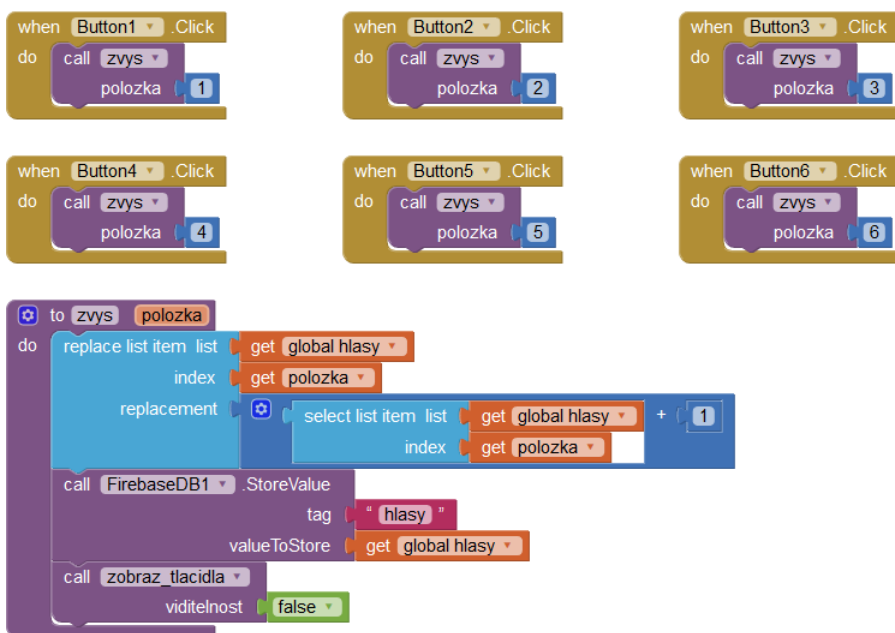 when Button1 .Click
do call zvys
polozka 1
when Button2 .Click
do call zvys
polozka 2
when Button3 .Click
do call zvys
polozka 3
when Button4 .Click
do call zvys
polozka 4
when Button5 .Click
do call zvys
polozka 5
when Button6 .Click
do call zvys
polozka 6
to zvys polozka
do replace list item list get global hlasy
index get polozka
replacement select list item list get global hlasy + 1
index get polozka
call FirebaseDB1 .StoreValue
tag " hlasy "
valueToStore get global hlasy
call zobraz_tlacidla
viditelnost false